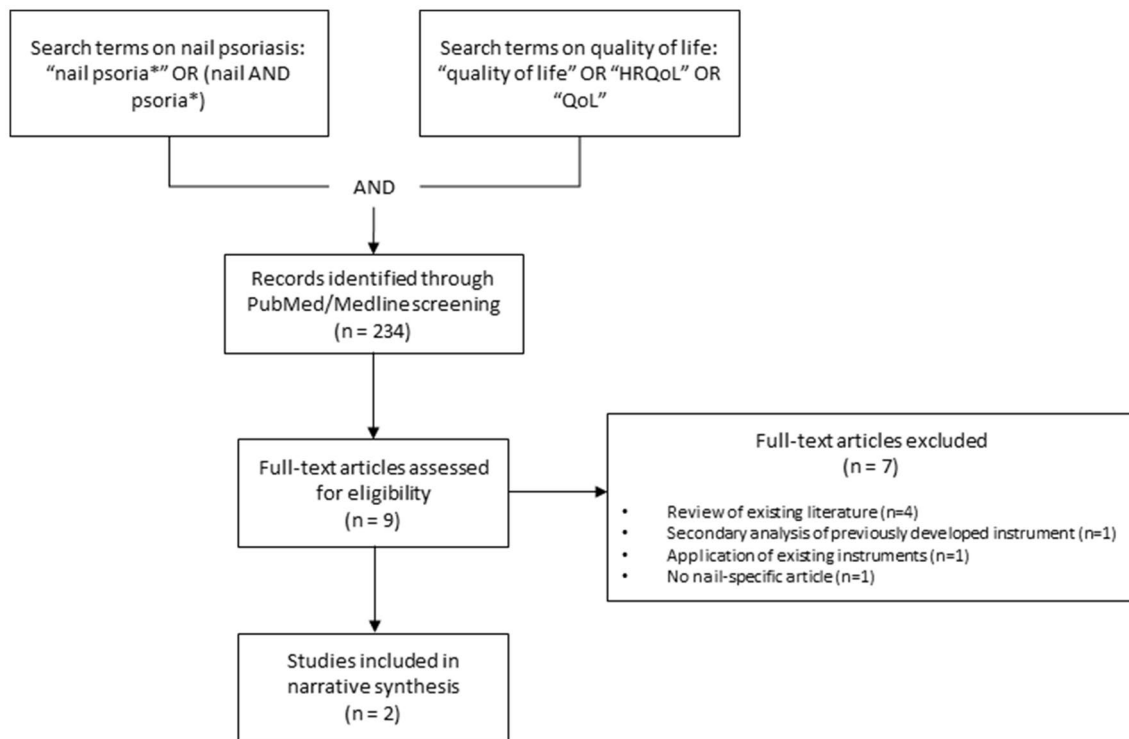 Search terms on nail psoriasis:
“nail psoria*” OR (nail AND
psoria*)
Search terms on quality of life:
“quality of life” OR “HRQoL” OR
“QoL”
AND
Records identified through
PubMed/Medline screening
(n = 234)
Full-text articles assessed
for eligibility
(n = 9)
Full-text articles excluded
(n = 7)
• Review of existing literature (n=4)
• Secondary analysis of previously developed instrument (n=1)
• Application of existing instruments (n=1)
• No nail-specific article (n=1)
Studies included in
narrative synthesis
(n = 2)